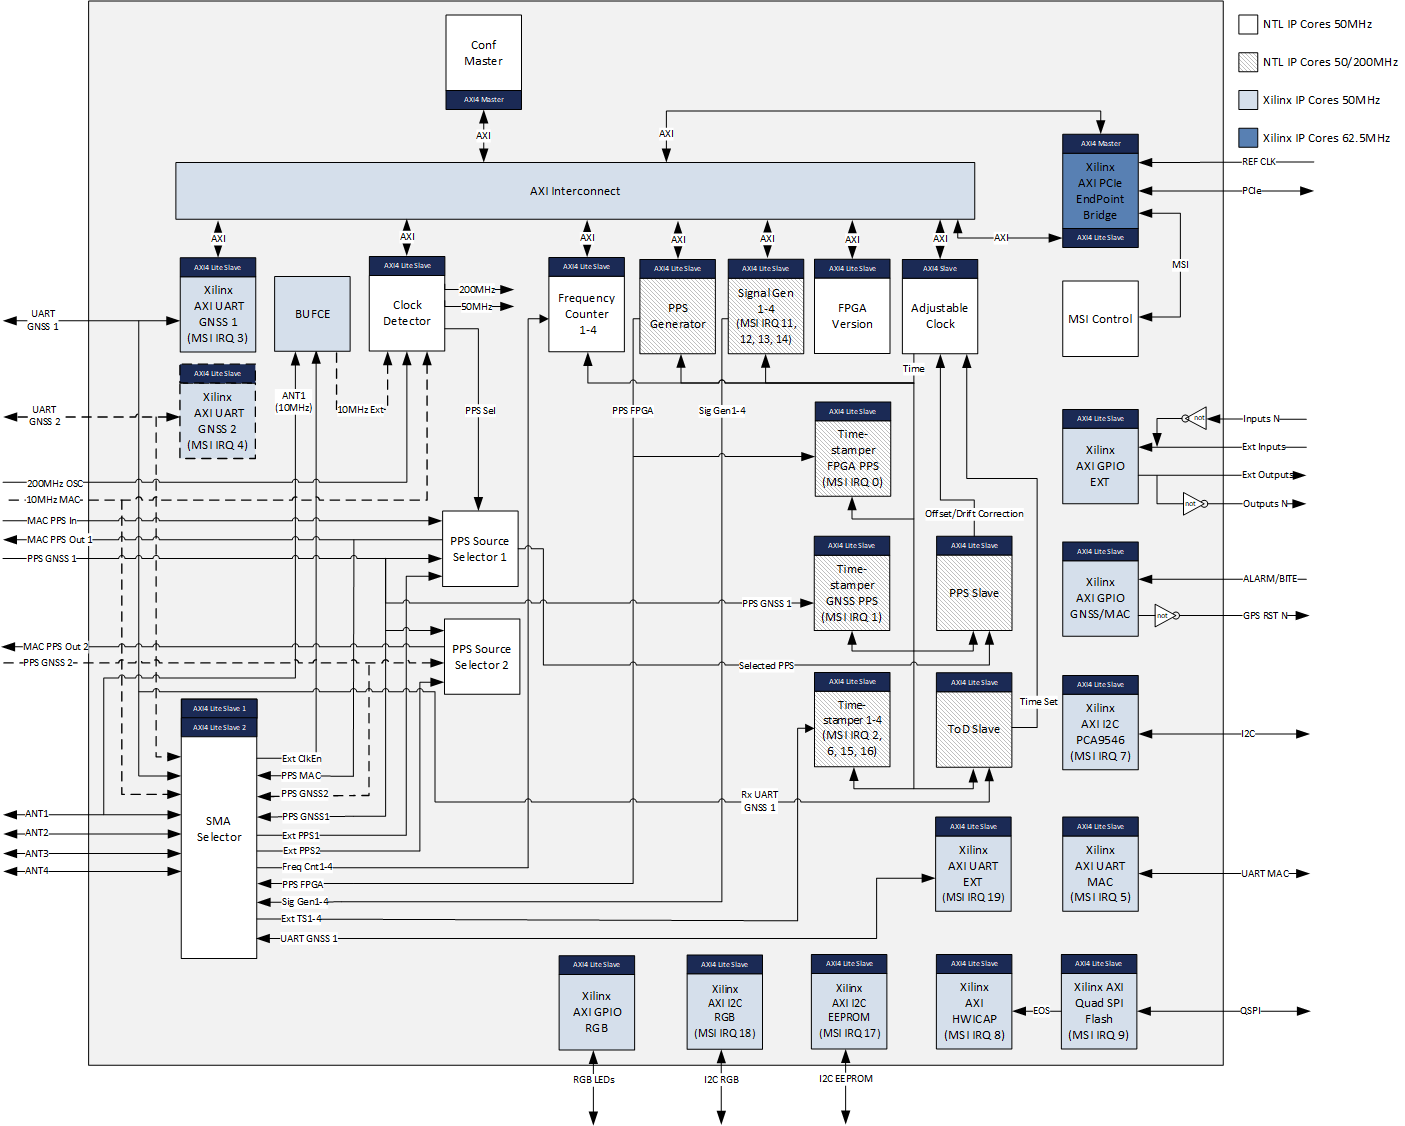 Conf
Master
AXI4 Master
AXI
AXI
NTL IP Cores 50MHz
NTL IP Cores 50/200MHz
Xilinx IP Cores 50MHz
Xilinx IP Cores 62.5MHz
AXI4 Master
Xilinx
AXI PCIe
EndPoint
Bridge
AXI4 Lite Slave
REF CLK
PCIe
MSI
AXI Interconnect
AXI
AXI
AXI
AXI
AXI
AXI
AXI
AXI
AXI4 Lite Slave
Xilinx
AXI UART
GNSS 1
(MSI IRQ 3)
BUFCE
AXI4 Lite Slave
Clock
Detector
200MHz
50MHz
AXI4 Lite Slave
Frequency
Counter
1-4
AXI4 Lite Slave
PPS
Generator
AXI4 Lite Slave
Signal Gen
1-4
(MSI IRQ 11,
12, 13, 14)
AXI4 Lite Slave
FPGA
Version
AXI4 Slave
Adjustable
Clock
MSI Control
UART
GNSS 1
AXI4 Lite Slave
Xilinx
AXI UART
GNSS 2
(MSI IRQ 4)
UART
GNSS 2
ANT1
(10MHz)
10MHz Ext
PPS Sel
PPS FPGA
Sig Gen1-4
Time
AXI4 Lite Slave
Time-
stamper
FPGA PPS
(MSI IRQ 0)
AXI4 Lite Slave
Xilinx
AXI GPIO
EXT
not
Inputs N
Ext Inputs
Ext Outputs
not
Outputs N
200MHz OSC
10MHz MAC
MAC PPS In
MAC PPS Out 1
PPS GNSS 1
PPS Source
Selector 1
Offset/Drift Correction
AXI4 Lite Slave
Time-
stamper
GNSS PPS
(MSI IRQ 1)
PPS GNSS 1
AXI4 Lite Slave
PPS Slave
AXI4 Lite Slave
Xilinx
AXI GPIO
GNSS/MAC
ALARM/BITE
not
GPS RST N
MAC PPS Out 2
PPS GNSS 2
PPS Source
Selector 2
Selected PPS
AXI4 Lite Slave
Time-
stamper 1-4
(MSI IRQ 2,
6, 15, 16)
AXI4 Lite Slave
ToD Slave
Time Set
AXI4 Lite Slave
Xilinx
AXI I2C
PCA9546
(MSI IRQ 7)
I2C
AXI4 Lite Slave 1
AXI4 Lite Slave 2
SMA
Selector
Ext ClkEn
PPS MAC
PPS GNSS2
PPS GNSS1
Ext PPS1
Ext PPS2
Freq Cnt1-4
PPS FPGA
Sig Gen1-4
Ext TS1-4
UART GNSS 1
Rx UART
GNSS 1
ANT1
ANT2
ANT3
ANT4
AXI4 Lite Slave
Xilinx
AXI UART
EXT
(MSI IRQ 19)
AXI4 Lite Slave
Xilinx
AXI UART
MAC
(MSI IRQ 5)
UART MAC
AXI4 Lite Slave
Xilinx
AXI GPIO
RGB
AXI4 Lite Slave
Xilinx
AXI I2C
RGB
(MSI IRQ 18)
AXI4 Lite Slave
Xilinx
AXI I2C
EEPROM
(MSI IRQ 17)
AXI4 Lite Slave
Xilinx
AXI
HWICAP
(MSI IRQ 8)
EOS
AXI4 Lite Slave
Xilinx AXI
Quad SPI
Flash
(MSI IRQ 9)
QSPI
RGB LEDs
I2C RGB
I2C EEPROM